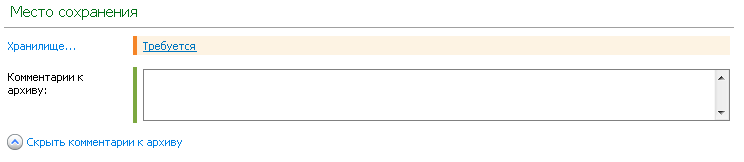 Место сохранения
Хранилище...
Требуется
Комментарии к
архиву:
Скрыть комментарии к архиву